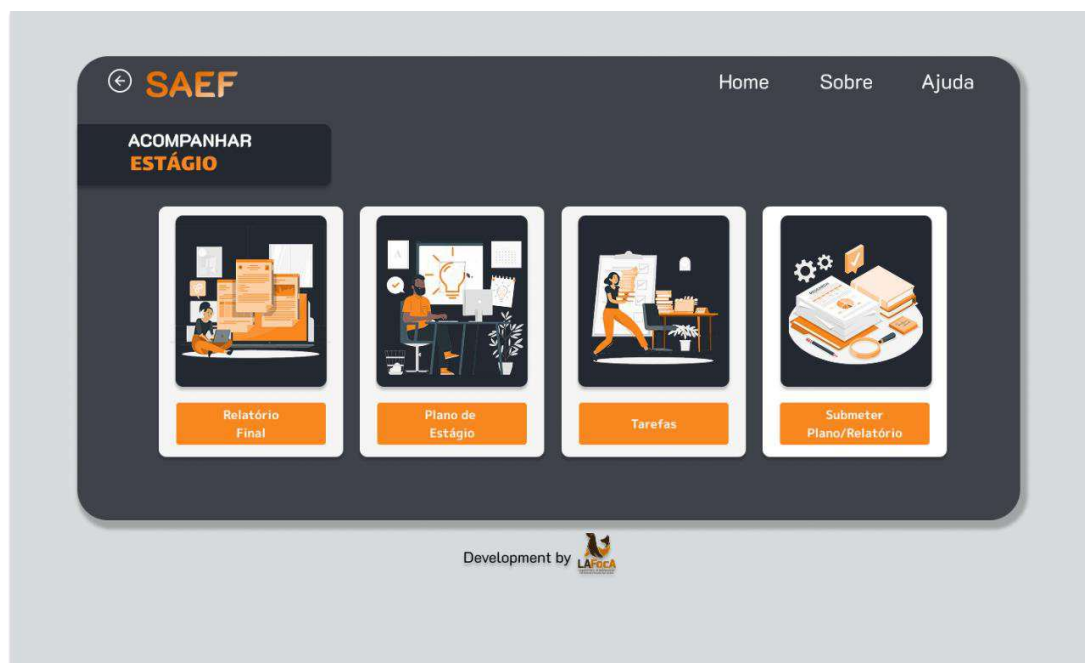 SAEF
Home Sobre Ajuda
ACOMPANHAR
ESTÁGIO
Relatório
Final
Plano de
Estágio
Tarefas
Submeter
Plano/Relatório
Development by
LAFocA